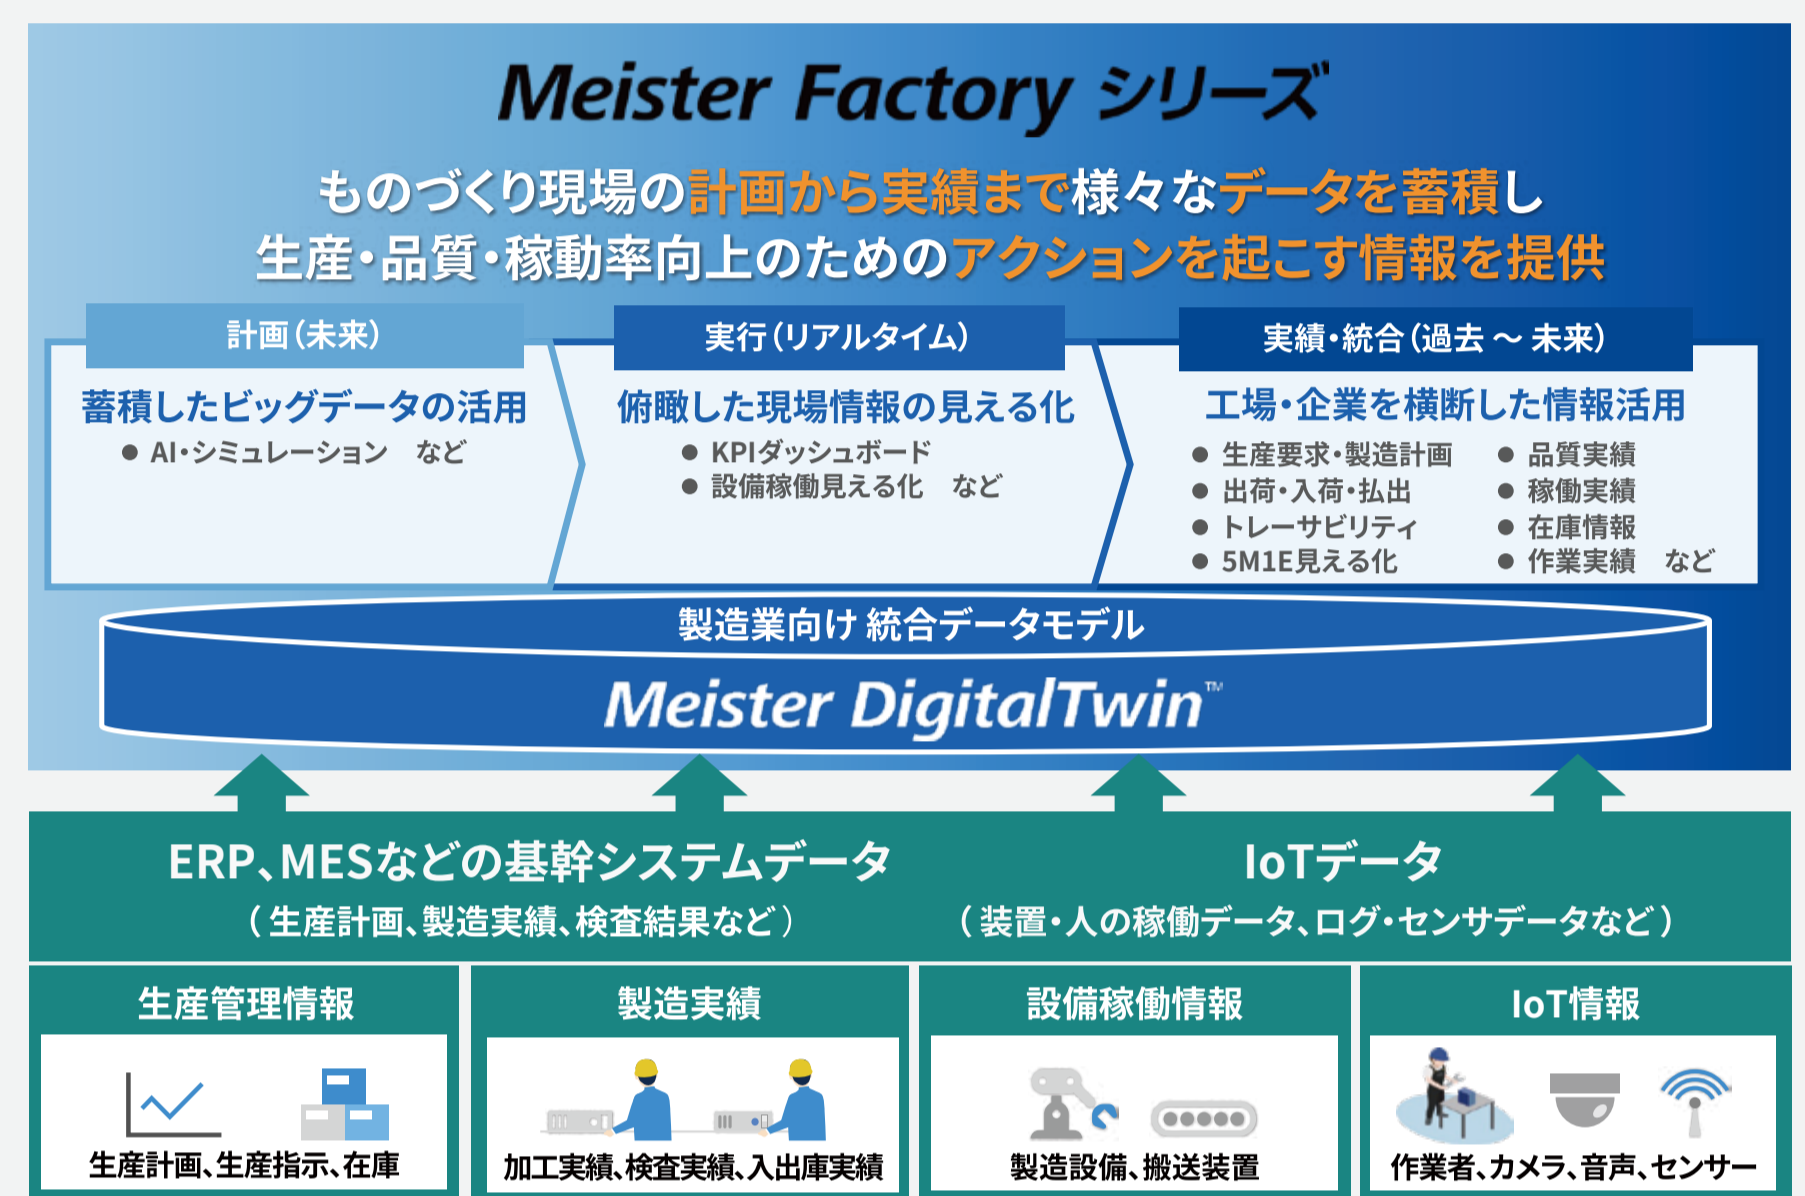 Meister Factory シリーズ
ものづくり現場の計画から実績まで様々なデータを蓄積し
生産・品質・稼動率向上のためのアクションを起こす情報を提供
計画（未来）
蓄積したビッグデータの活用
● AI・シミュレーション　など
実行（リアルタイム）
俯瞰した現場情報の見える化
● KPIダッシュボード
● 設備稼働見える化　など
実績・統合（過去 ～ 未来）
工場・企業を横断した情報活用
● 生産要求・製造計画
● 出荷・入荷・払出
● トレーサビリティ
● 5M1E見える化
● 品質実績
● 稼働実績
● 在庫情報
● 作業実績　など
製造業向け 統合データモデル
Meister DigitalTwin™
ERP、MESなどの基幹システムデータ
（ 生産計画、製造実績、検査結果など ）
IoTデータ
（ 装置・人の稼働データ、ログ・センサデータなど ）
生産管理情報
生産計画、生産指示、在庫
製造実績
加工実績、検査実績、入出庫実績
設備稼働情報
製造設備、搬送装置
IoT情報
作業者、カメラ、音声、センサー